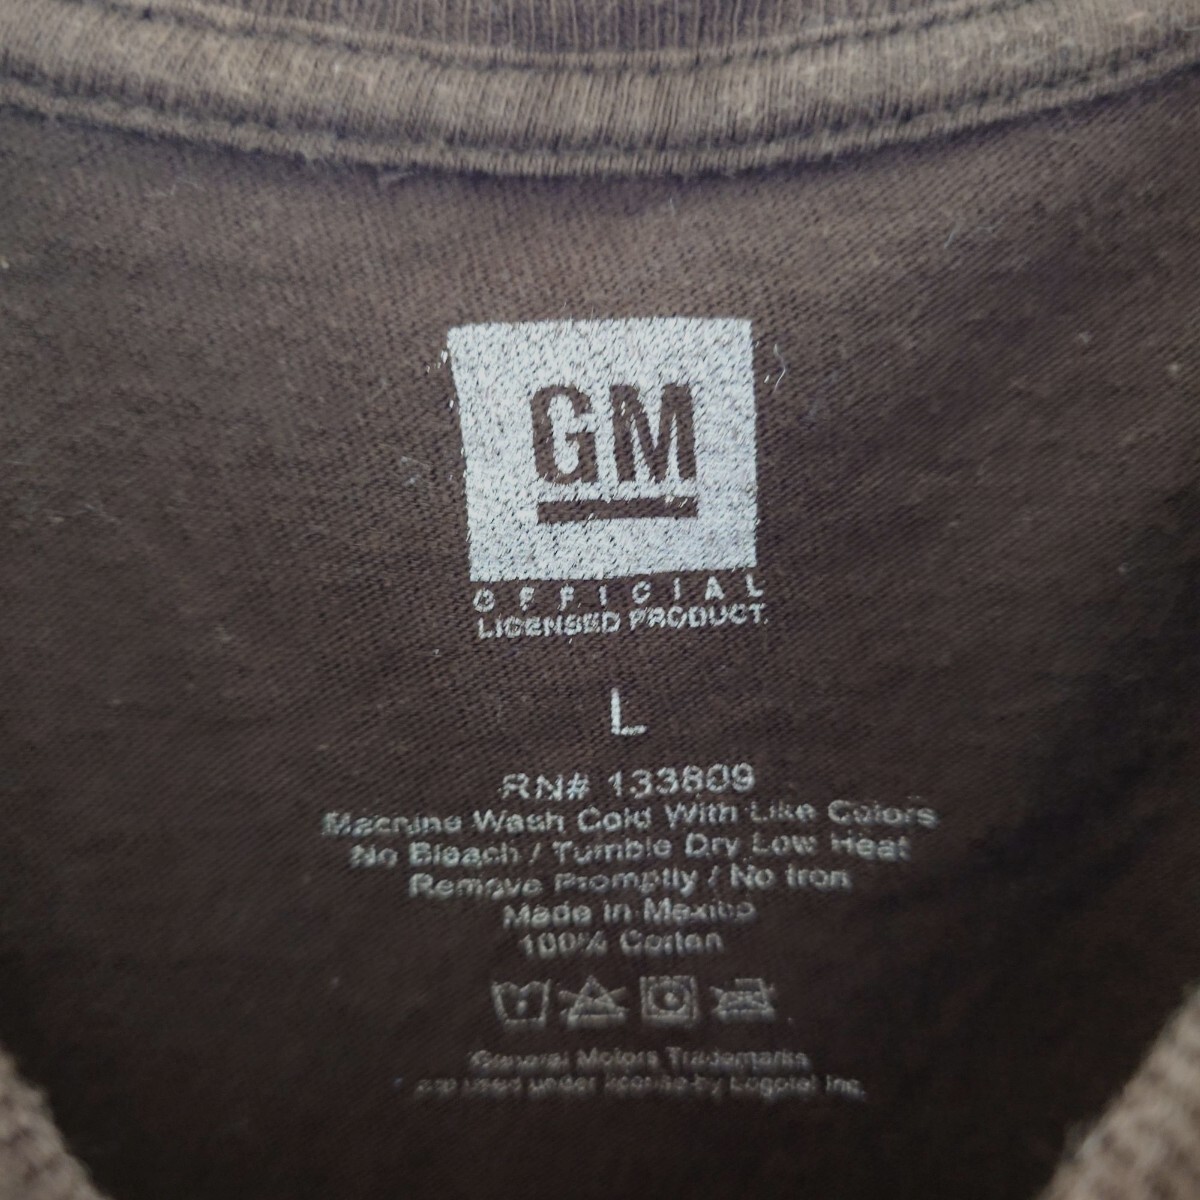 GM
OFFICIAL
LICENSED PRODUCT
L
RN# 133809
Machine Wash Cold With Like Colors
No Bleach / Tumble Dry Low Heat
Remove Promptly / No Iron
Made in Mexico
100% Cotton
General Motors Trademarks
are used under license by Logotel Inc.